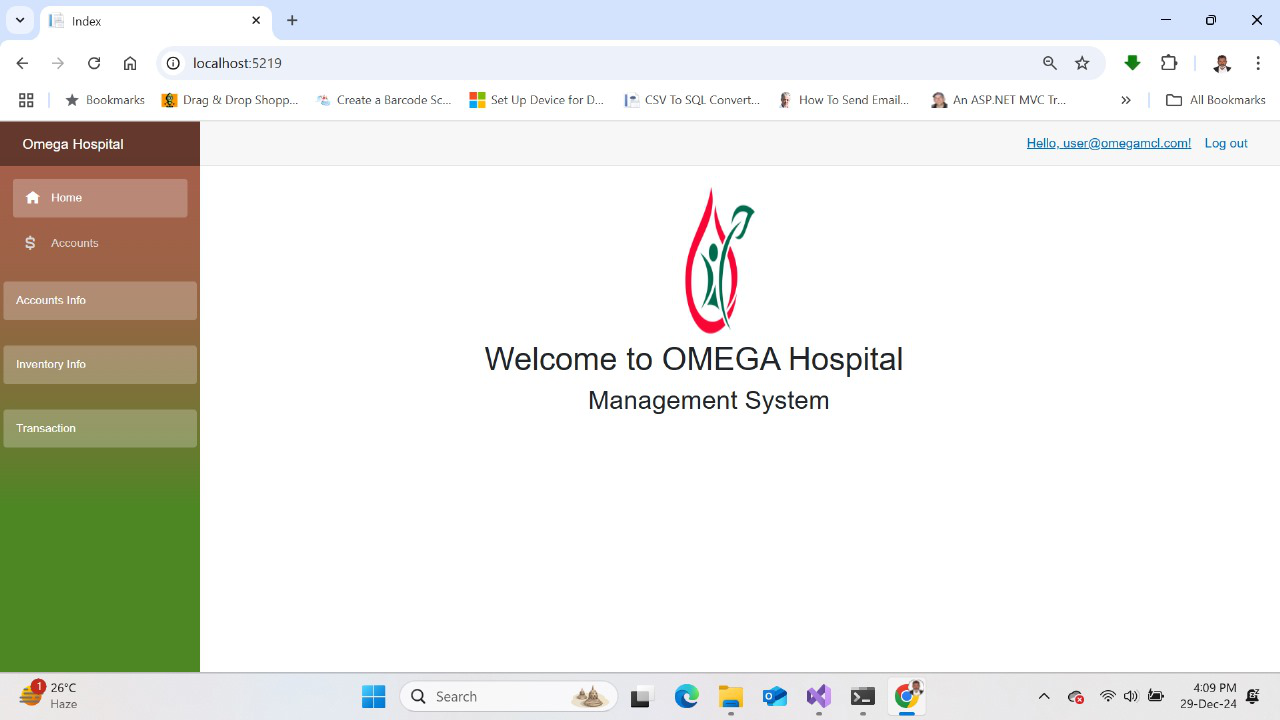 Index
localhost:5219
Bookmarks
Drag & Drop Shopp...
Create a Barcode Sc...
Set Up Device for D...
CSV To SQL Convert...
How To Send Email...
An ASP.NET MVC Tr...
All Bookmarks
Omega Hospital
Hello, user@omegamcl.com!
Log out
Home
Accounts
Accounts Info
Inventory Info
Transaction
Welcome to OMEGA Hospital
Management System
1
26°C
Haze
Search
4:09 PM
29-Dec-24